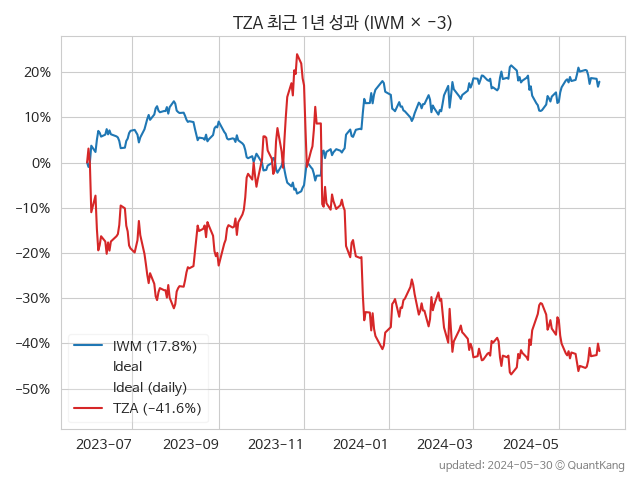 TZA 최근 1년 성과 (IWM × −3)
20%
10%
0%
−10%
−20%
−30%
−40%
−50%
IWM (17.8%)
Ideal
Ideal (daily)
TZA (−41.6%)
2023-07 2023-09 2023-11 2024-01 2024-03 2024-05
updated: 2024-05-30 © QuantKang